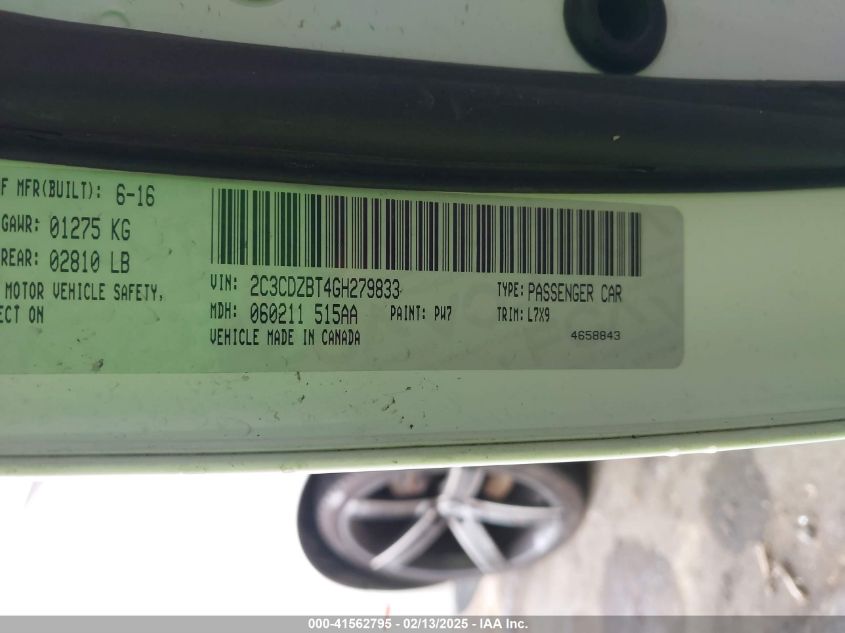 F MFR(BUILT): 6-16
GAWR: 01275 KG
REAR: 02810 LB
MOTOR VEHICLE SAFETY,
ECT ON
VIN: 2C3CDZBT4GH279833
TYPE: PASSENGER CAR
MDH: 060211 515AA PAINT: PW7 TRIM: L7X9
VEHICLE MADE IN CANADA
4658843
000-41562795 - 02/13/2025 - IAA Inc.